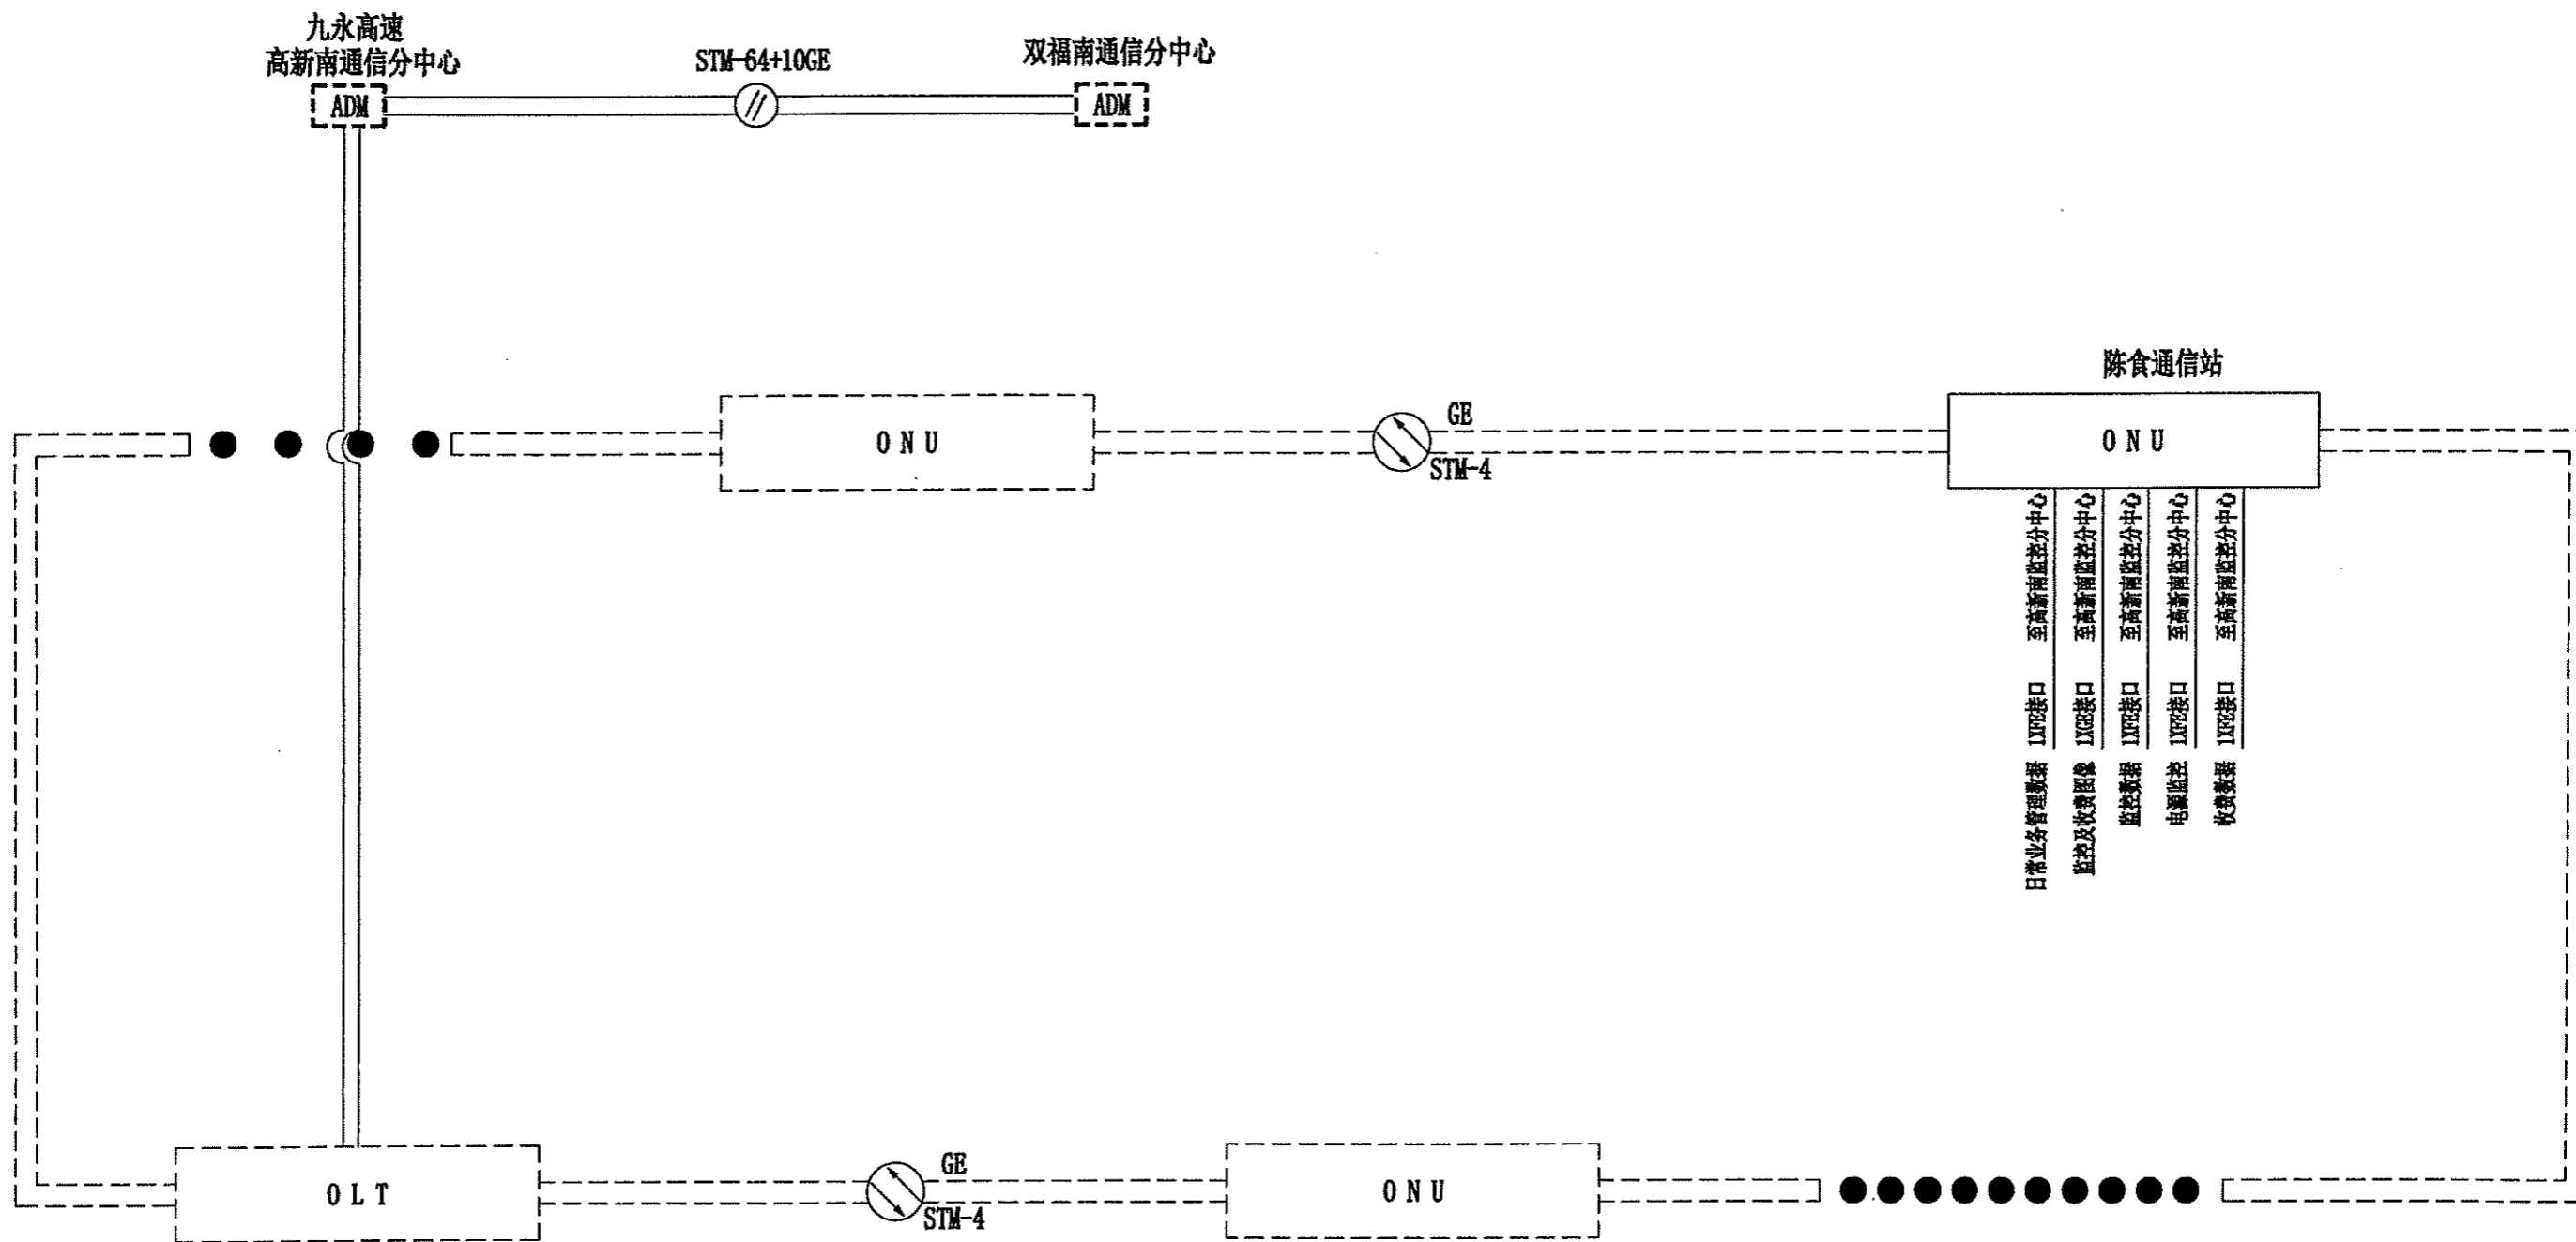 九永高速
高新南通信分中心
STM-64+10GE
双福南通信分中心
ADM
ADM
陈食通信站
ONU
GE
STM-4
ONU
日常业务管理数据 1XFE接口 至高新南监控分中心
监控及收费图像 1XGE接口 至高新南监控分中心
监控数据 1XFE接口 至高新南监控分中心
电源监控 1XFE接口 至高新南监控分中心
收费数据 1XFE接口 至高新南监控分中心
OLT
GE
STM-4
ONU